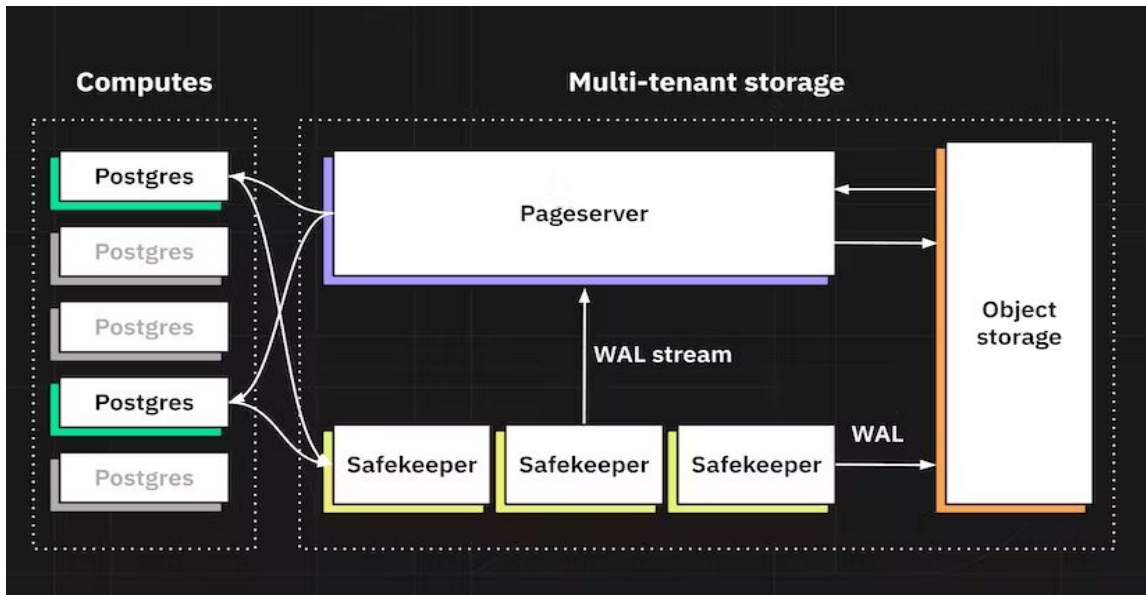 Computes
Multi-tenant storage
Postgres
Postgres
Postgres
Postgres
Postgres
Pageserver
WAL stream
Safekeeper
Safekeeper
Safekeeper
WAL
Object
storage